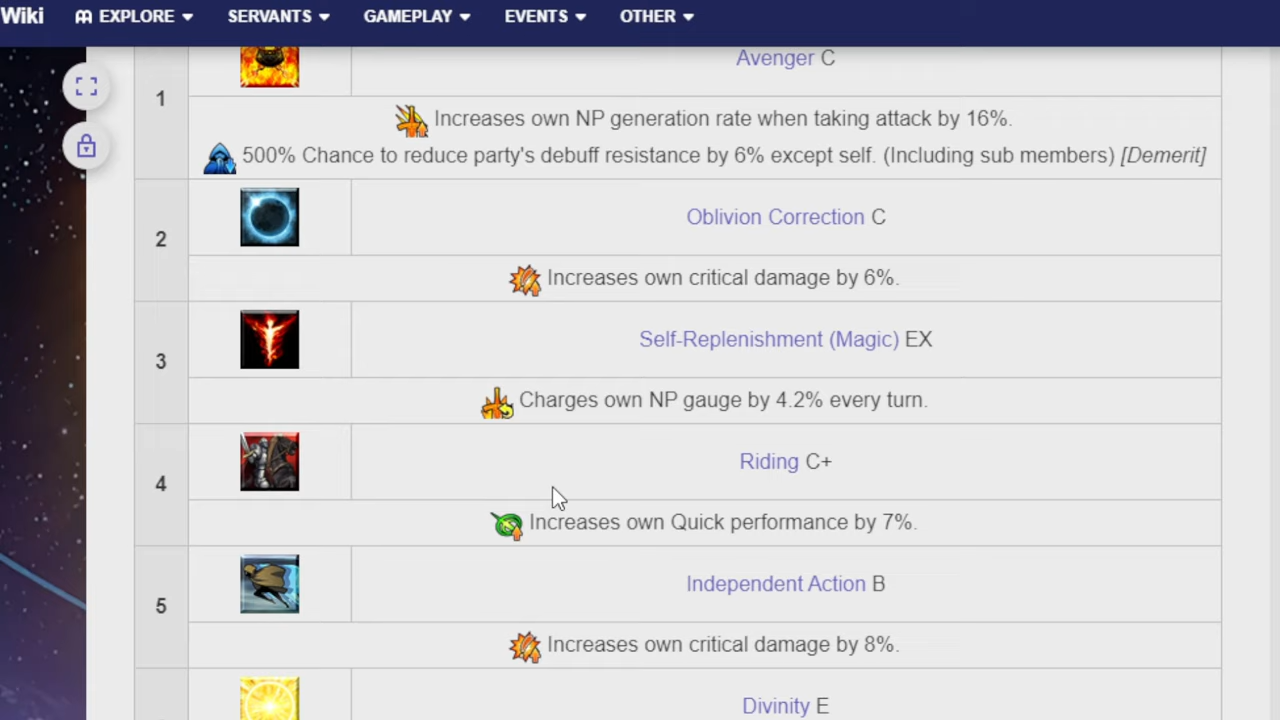 Wiki EXPLORE SERVANTS GAMEPLAY EVENTS OTHER
Avenger C
1
Increases own NP generation rate when taking attack by 16%.
500% Chance to reduce party's debuff resistance by 6% except self. (Including sub members) [Demerit]
Oblivion Correction C
2
Increases own critical damage by 6%.
Self-Replenishment (Magic) EX
3
Charges own NP gauge by 4.2% every turn.
Riding C+
4
Increases own Quick performance by 7%.
Independent Action B
5
Increases own critical damage by 8%.
Divinity E